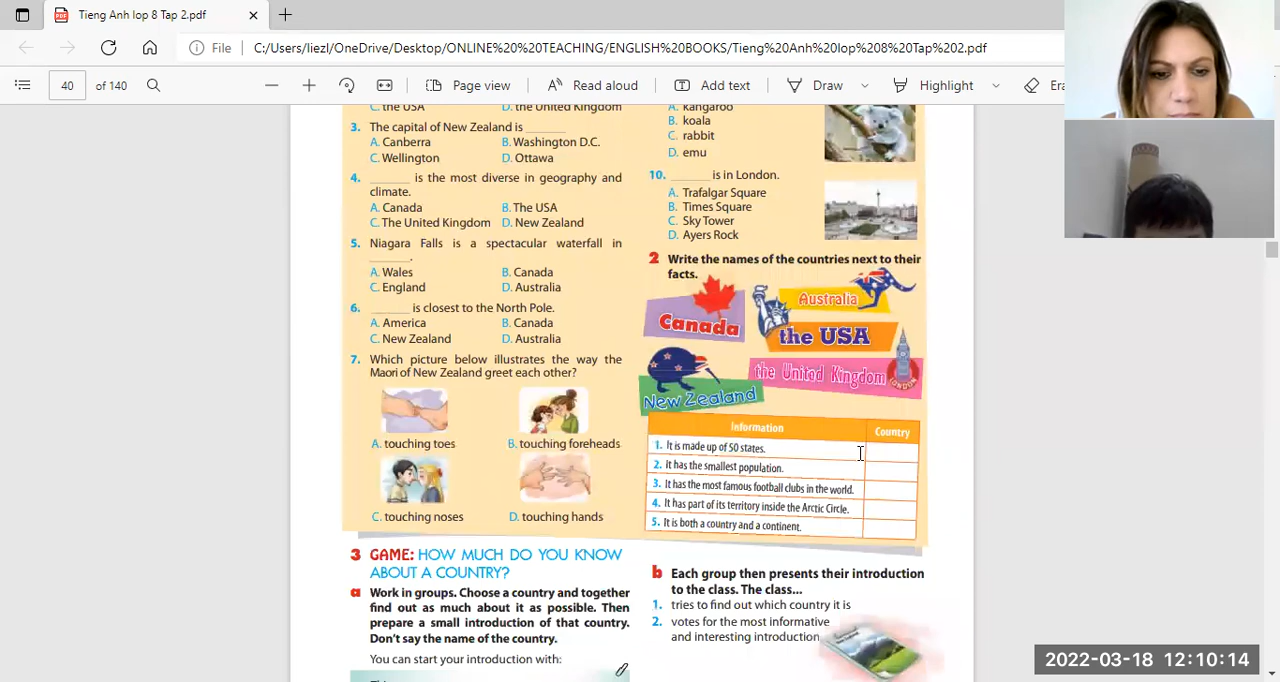 Tieng Anh lop 8 Tap 2.pdf
File
C:/Users/liezl/OneDrive/Desktop/ONLINE%20%20TEACHING/ENGLISH%20BOOKS/Tieng%20Anh%20lop%208%20Tap%202.pdf
40 of 140
Page view
Read aloud
Add text
Draw
Highlight
Era
C. the USA D. the United Kingdom
3. The capital of New Zealand is ______
A. Canberra B. Washington D.C.
C. Wellington D. Ottawa
4. ______ is the most diverse in geography and
climate.
A. Canada B. The USA
C. The United Kingdom D. New Zealand
5. Niagara Falls is a spectacular waterfall in
______.
A. Wales B. Canada
C. England D. Australia
6. ______ is closest to the North Pole.
A. America B. Canada
C. New Zealand D. Australia
7. Which picture below illustrates the way the
Maori of New Zealand greet each other?
A. touching toes B. touching foreheads
C. touching noses D. touching hands
A. kangaroo
B. koala
C. rabbit
D. emu
10. ______ is in London.
A. Trafalgar Square
B. Times Square
C. Sky Tower
D. Ayers Rock
2 Write the names of the countries next to their
facts.
Canada
Australia
the USA
the United Kingdom
LONDON
New Zealand
Information Country
1. It is made up of 50 states.
2. It has the smallest population.
3. It has the most famous football clubs in the world.
4. It has part of its territory inside the Arctic Circle.
5. It is both a country and a continent.
3 GAME: HOW MUCH DO YOU KNOW
ABOUT A COUNTRY?
a Work in groups. Choose a country and together
find out as much about it as possible. Then
prepare a small introduction of that country.
Don't say the name of the country.
You can start your introduction with:
b Each group then presents their introduction
to the class. The class...
1. tries to find out which country it is
2. votes for the most informative
and interesting introduction
2022-03-18 12:10:14